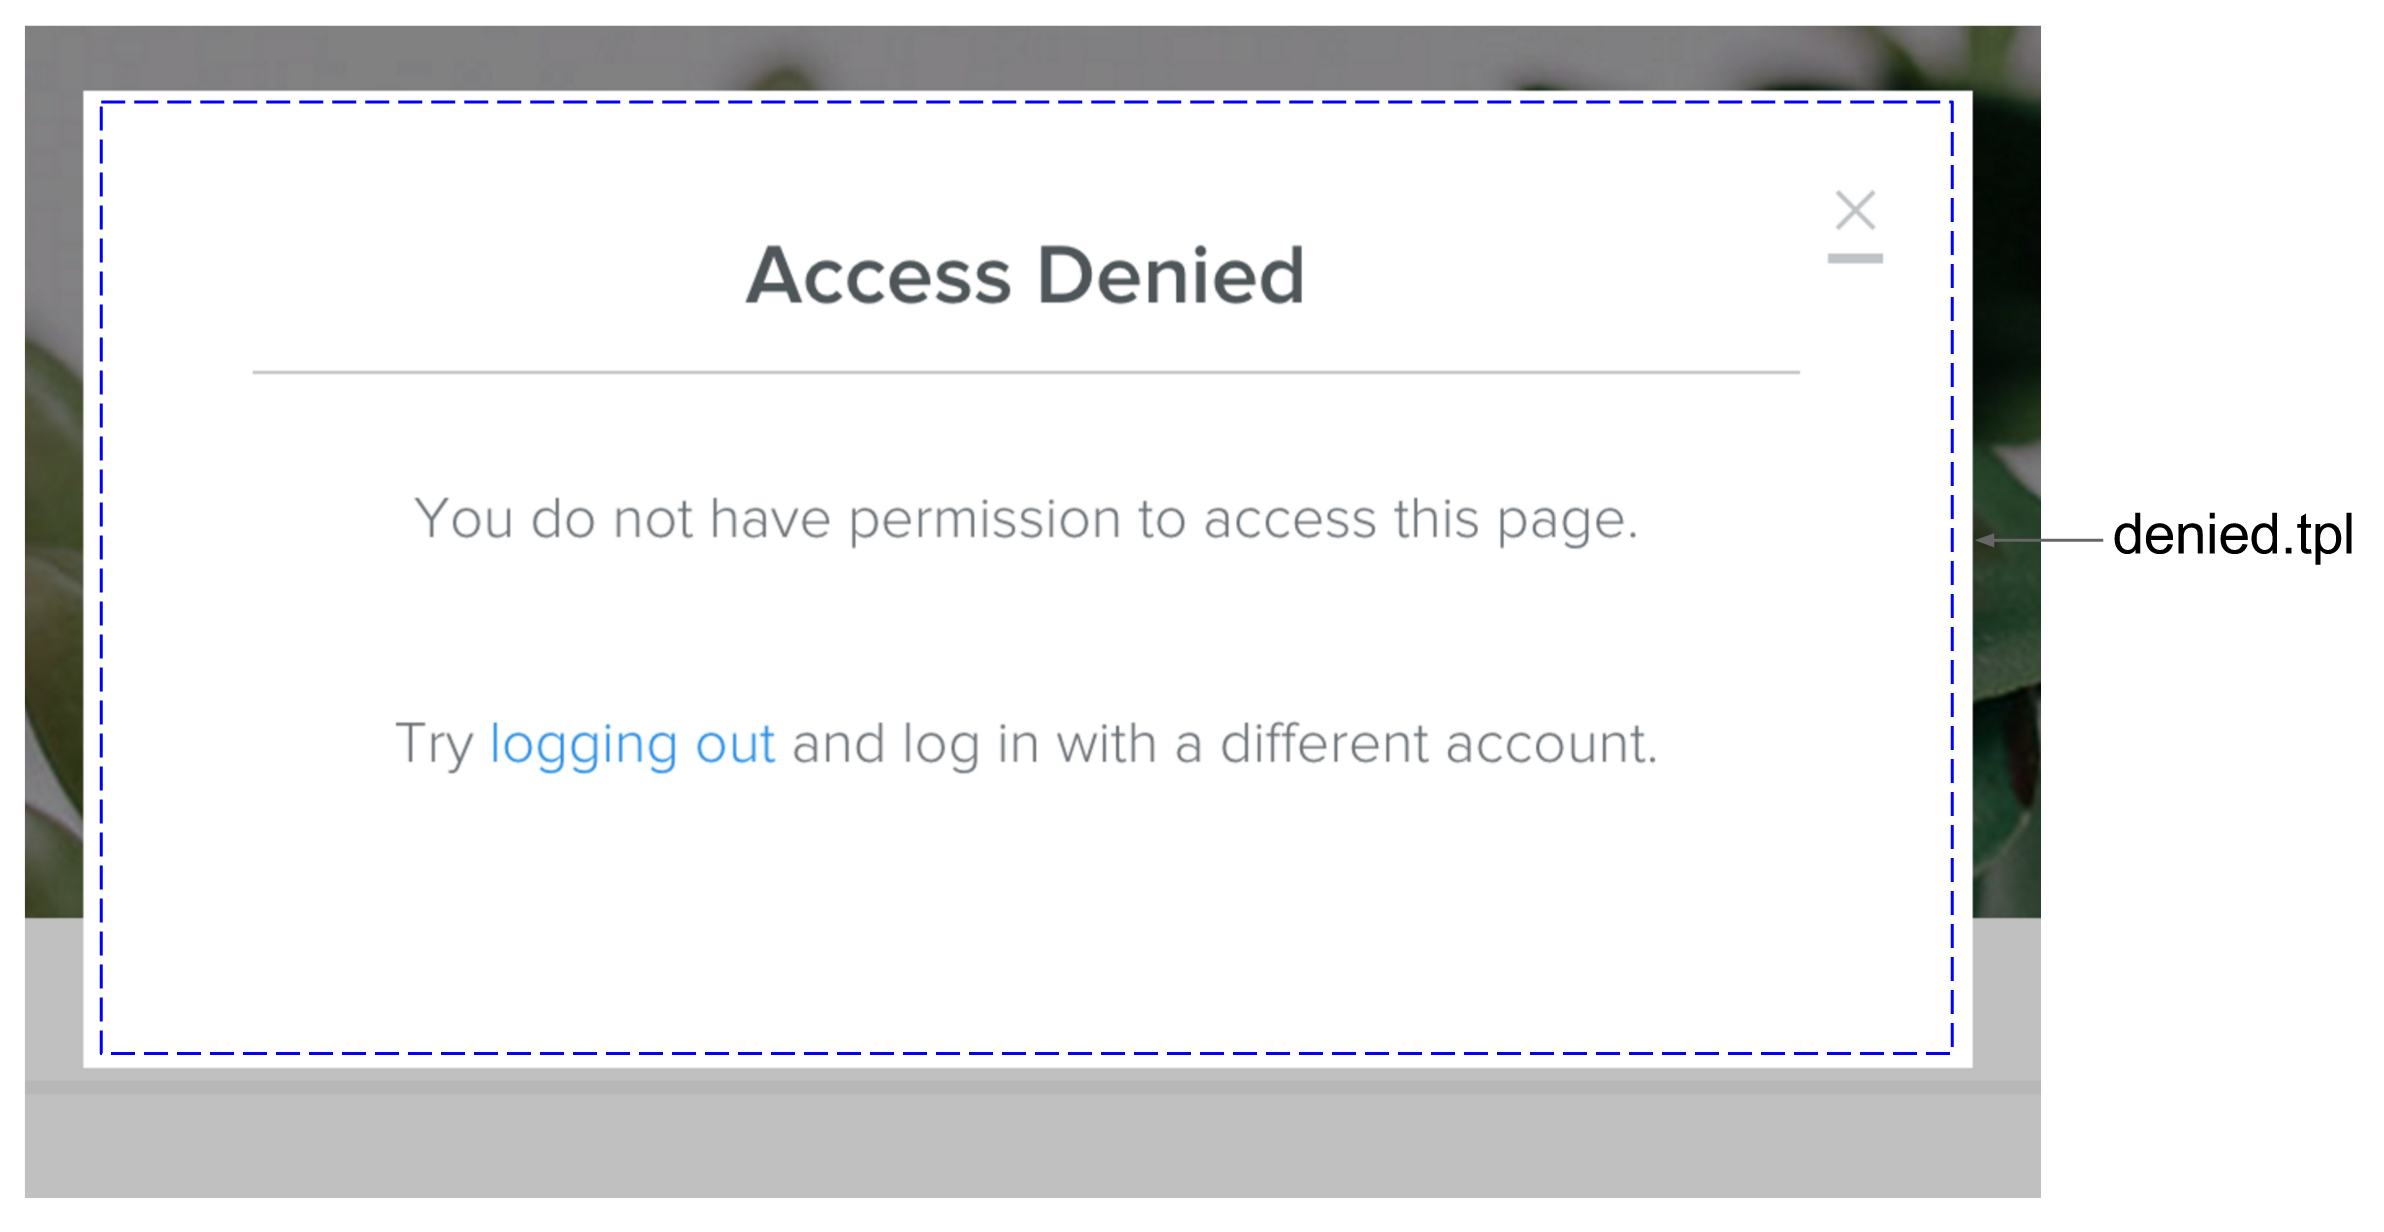 Access Denied
You do not have permission to access this page.
denied.tpl
Try logging out and log in with a different account.